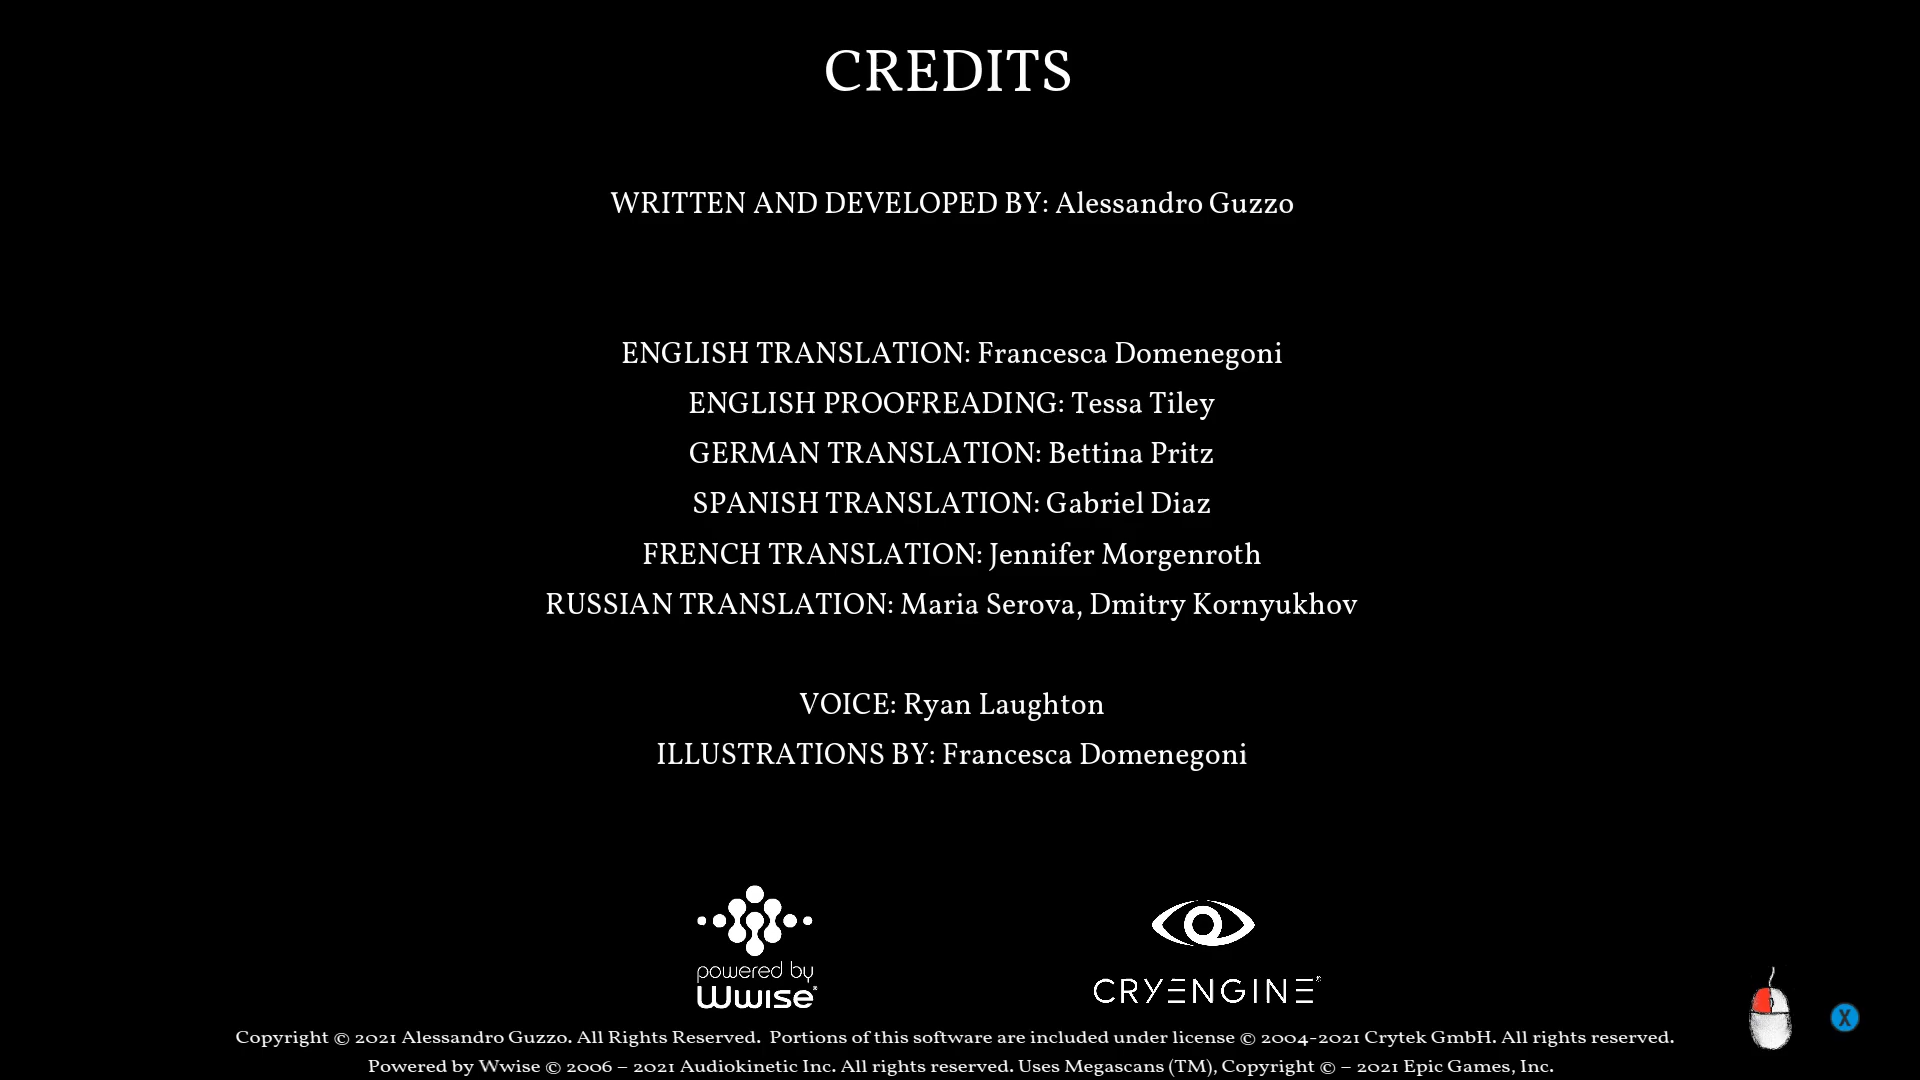 CREDITS
WRITTEN AND DEVELOPED BY: Alessandro Guzzo
ENGLISH TRANSLATION: Francesca Domenegoni
ENGLISH PROOFREADING: Tessa Tiley
GERMAN TRANSLATION: Bettina Pritz
SPANISH TRANSLATION: Gabriel Diaz
FRENCH TRANSLATION: Jennifer Morgenroth
RUSSIAN TRANSLATION: Maria Serova, Dmitry Kornyukhov
VOICE: Ryan Laughton
ILLUSTRATIONS BY: Francesca Domenegoni
powered by
Wwise®
CRYENGINE®
X
Copyright © 2021 Alessandro Guzzo. All Rights Reserved.  Portions of this software are included under license © 2004-2021 Crytek GmbH. All rights reserved.
Powered by Wwise © 2006 – 2021 Audiokinetic Inc. All rights reserved. Uses Megascans (TM), Copyright © – 2021 Epic Games, Inc.